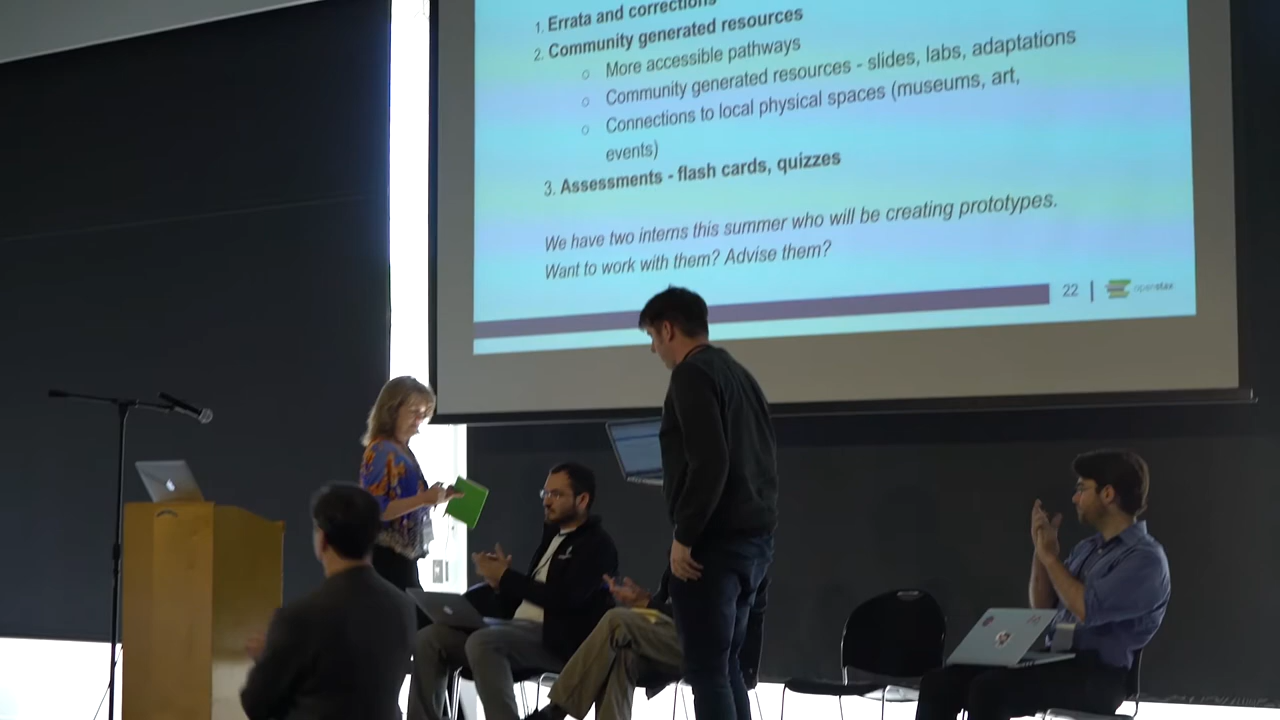 1. Errata and corrections
2. Community generated resources
○ More accessible pathways
○ Community generated resources - slides, labs, adaptations
○ Connections to local physical spaces (museums, art,
events)
3. Assessments - flash cards, quizzes
We have two interns this summer who will be creating prototypes.
Want to work with them? Advise them?
22 | openstax